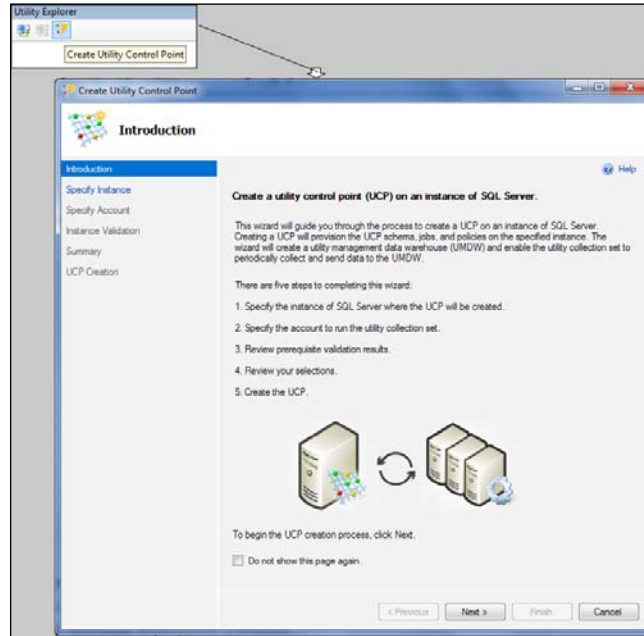 Utility Explorer
Create Utility Control Point
Create Utility Control Point
Introduction
Introduction
Specify Instance
Specify Account
Instance Validation
Summary
UCP Creation
Help
Create a utility control point (UCP) on an instance of SQL Server.
This wizard will guide you through the process to create a UCP on an instance of SQL Server.
Creating a UCP will provision the UCP schema, jobs, and policies on the specified instance. The
wizard will create a utility management data warehouse (UMDW) and enable the utility collection set to
periodically collect and send data to the UMDW.
There are five steps to completing this wizard:
1. Specify the instance of SQL Server where the UCP will be created.
2. Specify the account to run the utility collection set.
3. Review prerequisite validation results.
4. Review your selections.
5. Create the UCP.
To begin the UCP creation process, click Next.
Do not show this page again.
< Previous
Next >
Finish
Cancel